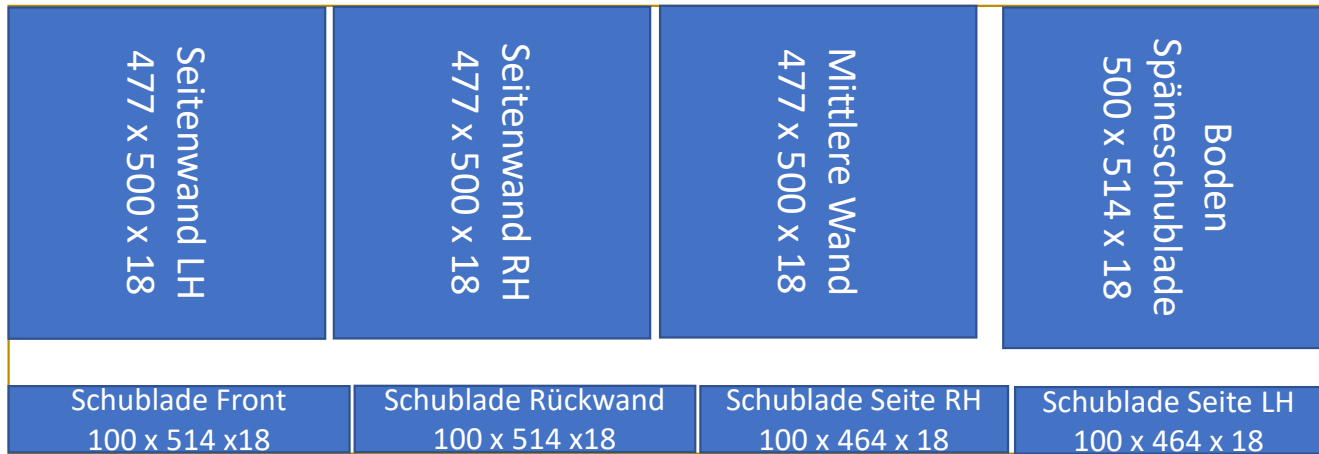 Seitenwand LH
477 x 500 x 18
Seitenwand RH
477 x 500 x 18
Mittlere Wand
477 x 500 x 18
Boden
Späneschublade
500 x 514 x 18
Schublade Front
100 x 514 x18
Schublade Rückwand
100 x 514 x18
Schublade Seite RH
100 x 464 x 18
Schublade Seite LH
100 x 464 x 18